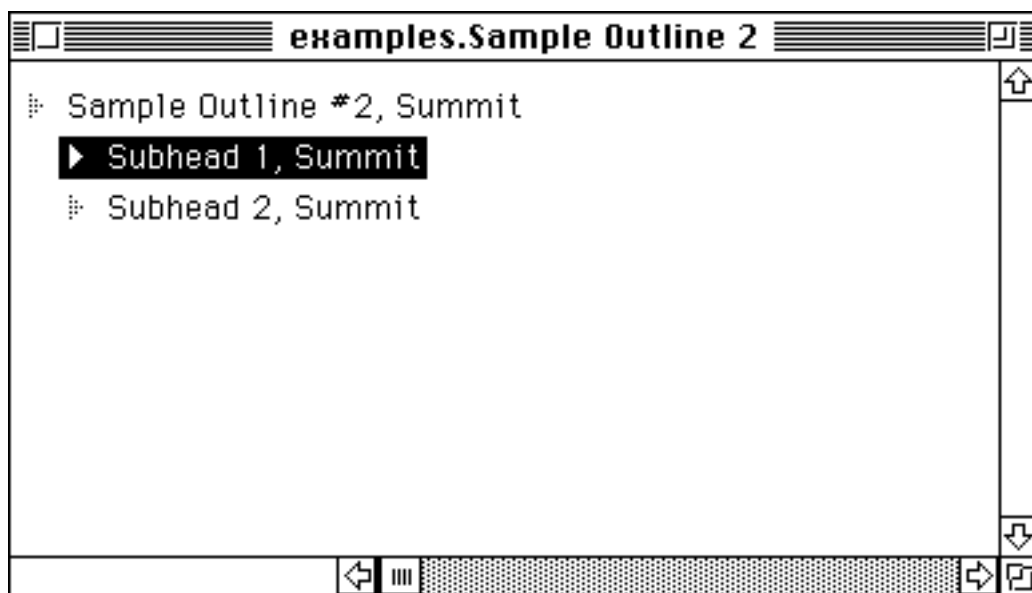 examples.Sample Outline 2
Sample Outline #2, Summit
Subhead 1, Summit
Subhead 2, Summit